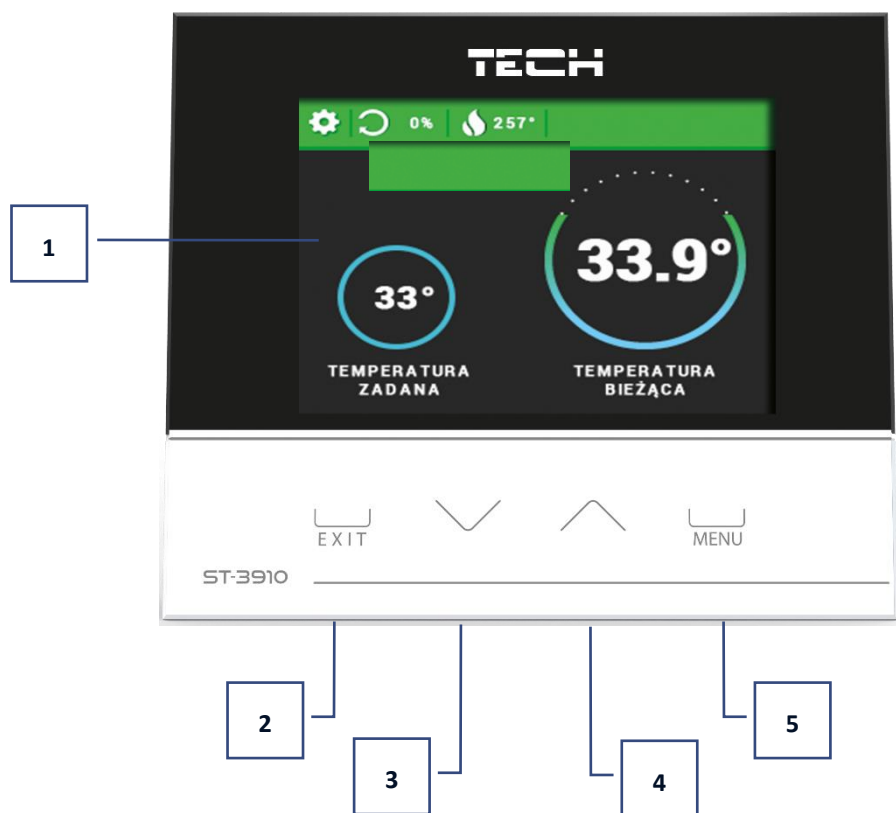 TECH
0% 257°
33.9°
33°
TEMPERATURA
ZADANA
TEMPERATURA
BIEŻĄCA
1
EXIT
MENU
ST-3910
2
3
4
5